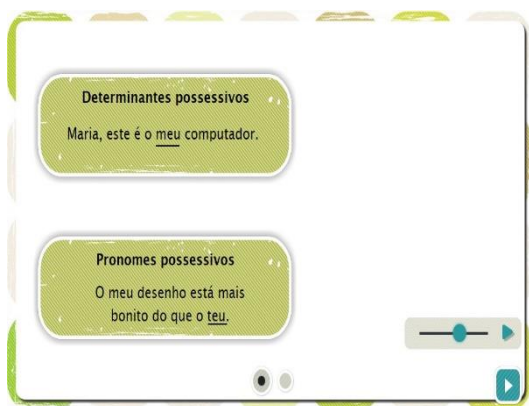 Determinantes possessivos
Maria, este é o meu computador.
Pronomes possessivos
O meu desenho está mais
bonito do que o teu.